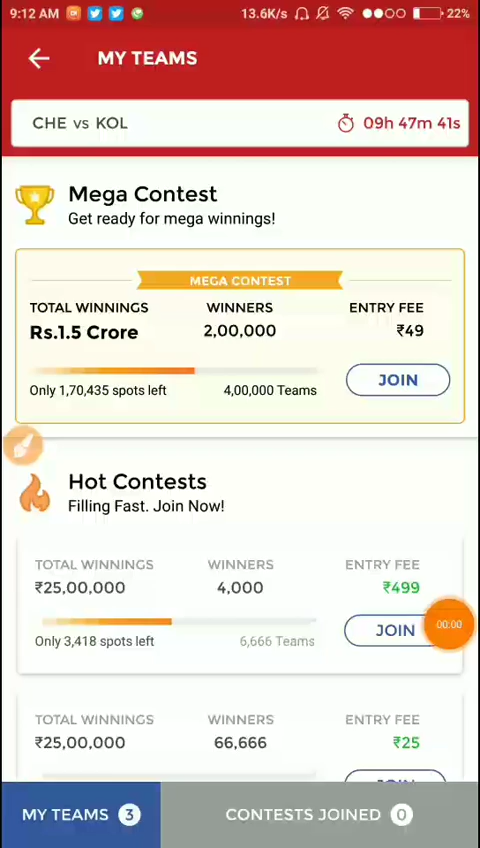 9:12 AM 13.6K/s 22%
MY TEAMS
CHE vs KOL 09h 47m 41s
Mega Contest
Get ready for mega winnings!
MEGA CONTEST
TOTAL WINNINGS WINNERS ENTRY FEE
Rs.1.5 Crore 2,00,000 ₹49
JOIN
Only 1,70,435 spots left 4,00,000 Teams
Hot Contests
Filling Fast. Join Now!
TOTAL WINNINGS WINNERS ENTRY FEE
₹25,00,000 4,000 ₹499
JOIN 00:00
Only 3,418 spots left 6,666 Teams
TOTAL WINNINGS WINNERS ENTRY FEE
₹25,00,000 66,666 ₹25
JOIN
MY TEAMS 3 CONTESTS JOINED 0